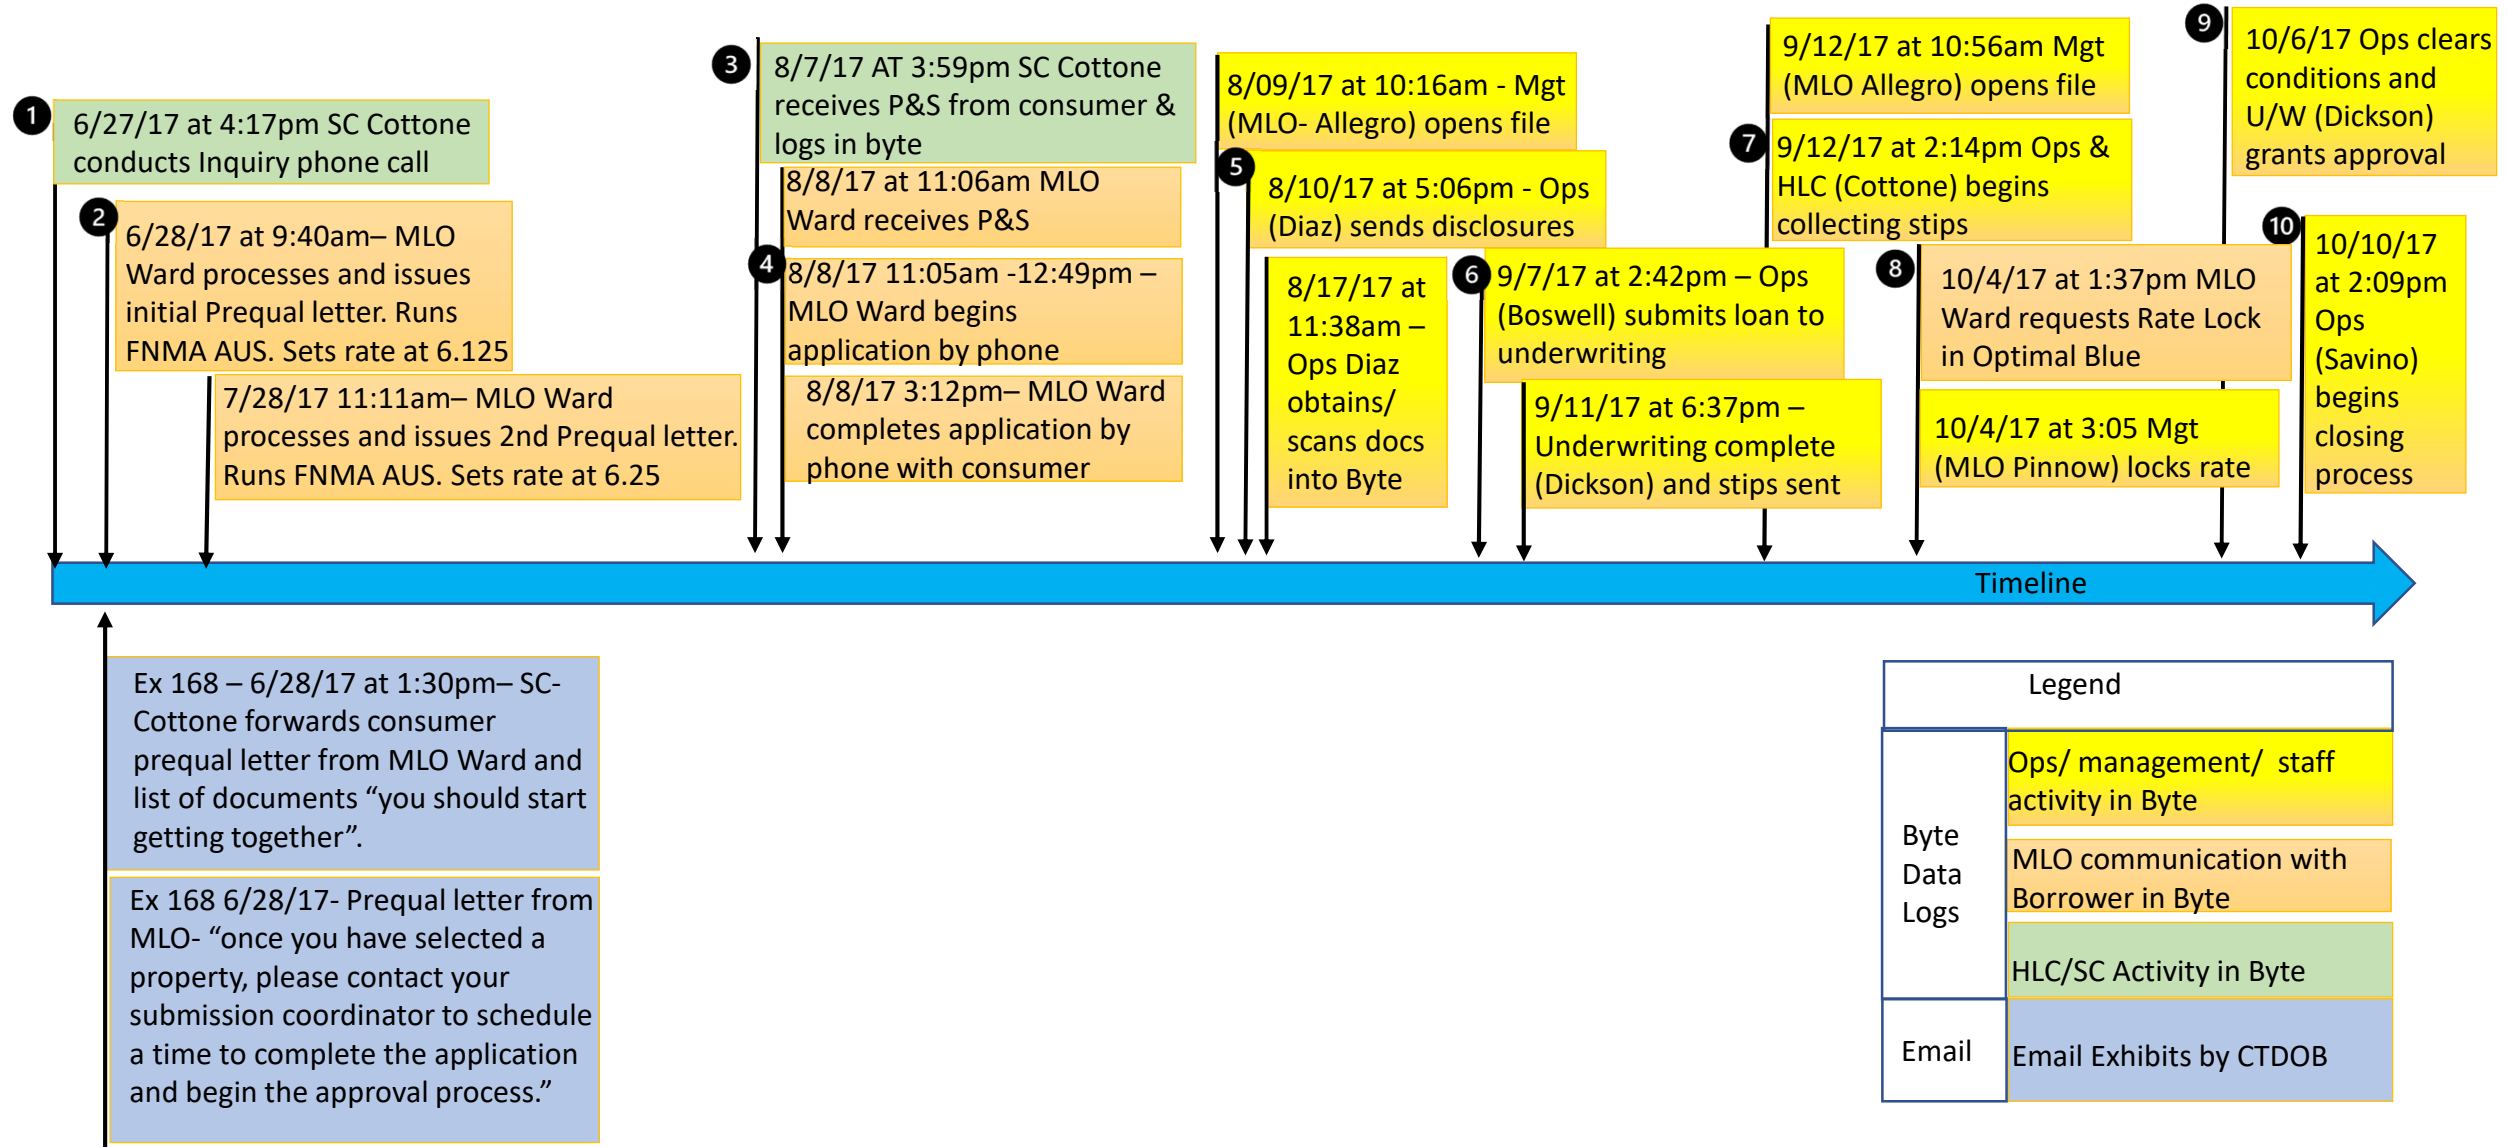 1
6/27/17 at 4:17pm SC Cottone
conducts Inquiry phone call
2
6/28/17 at 9:40am– MLO
Ward processes and issues
initial Prequal letter. Runs
FNMA AUS. Sets rate at 6.125
7/28/17 11:11am– MLO Ward
processes and issues 2nd Prequal letter.
Runs FNMA AUS. Sets rate at 6.25
3
8/7/17 AT 3:59pm SC Cottone
receives P&S from consumer &
logs in byte
8/8/17 at 11:06am MLO
Ward receives P&S
4
8/8/17 11:05am -12:49pm –
MLO Ward begins
application by phone
8/8/17 3:12pm– MLO Ward
completes application by
phone with consumer
8/09/17 at 10:16am - Mgt
(MLO- Allegro) opens file
5
8/10/17 at 5:06pm - Ops
(Diaz) sends disclosures
8/17/17 at
11:38am –
Ops Diaz
obtains/
scans docs
into Byte
6
9/7/17 at 2:42pm – Ops
(Boswell) submits loan to
underwriting
9/11/17 at 6:37pm –
Underwriting complete
(Dickson) and stips sent
9/12/17 at 10:56am Mgt
(MLO Allegro) opens file
7
9/12/17 at 2:14pm Ops &
HLC (Cottone) begins
collecting stips
8
10/4/17 at 1:37pm MLO
Ward requests Rate Lock
in Optimal Blue
10/4/17 at 3:05 Mgt
(MLO Pinnow) locks rate
9
10/6/17 Ops clears
conditions and
U/W (Dickson)
grants approval
10
10/10/17
at 2:09pm
Ops
(Savino)
begins
closing
process
Timeline
Ex 168 – 6/28/17 at 1:30pm– SC-
Cottone forwards consumer
prequal letter from MLO Ward and
list of documents “you should start
getting together”.
Ex 168 6/28/17- Prequal letter from
MLO- “once you have selected a
property, please contact your
submission coordinator to schedule
a time to complete the application
and begin the approval process.”
Legend
Byte
Data
Logs
Ops/ management/ staff
activity in Byte
MLO communication with
Borrower in Byte
HLC/SC Activity in Byte
Email
Email Exhibits by CTDOB